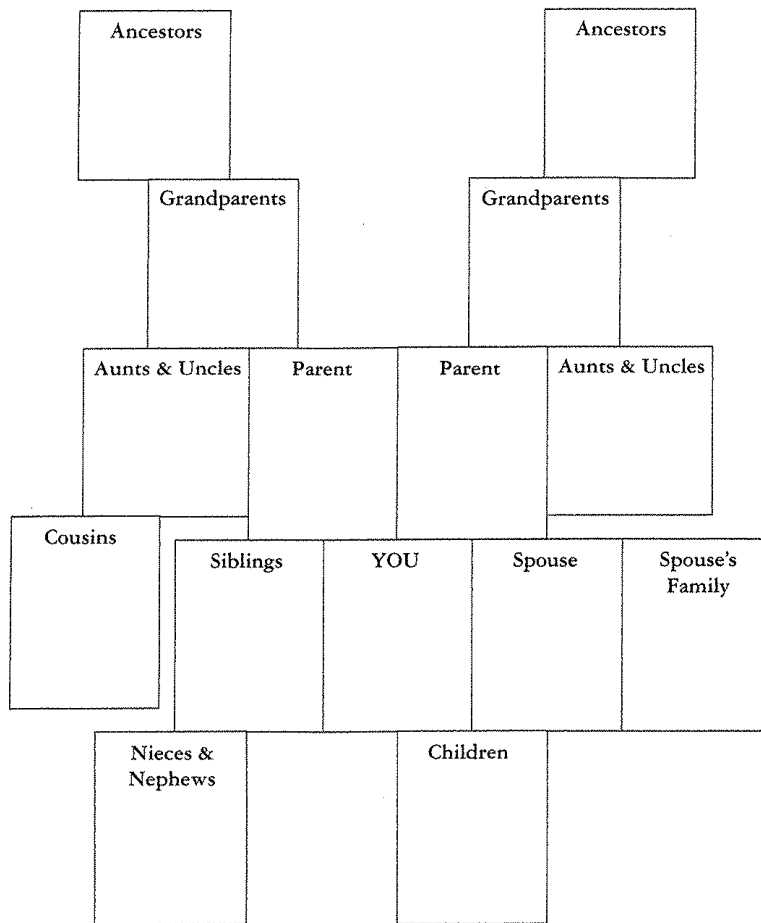 Ancestors
Ancestors
Grandparents
Grandparents
Aunts & Uncles
Parent
Parent
Aunts & Uncles
Cousins
Siblings
YOU
Spouse
Spouse's
Family
Nieces &
Nephews
Children